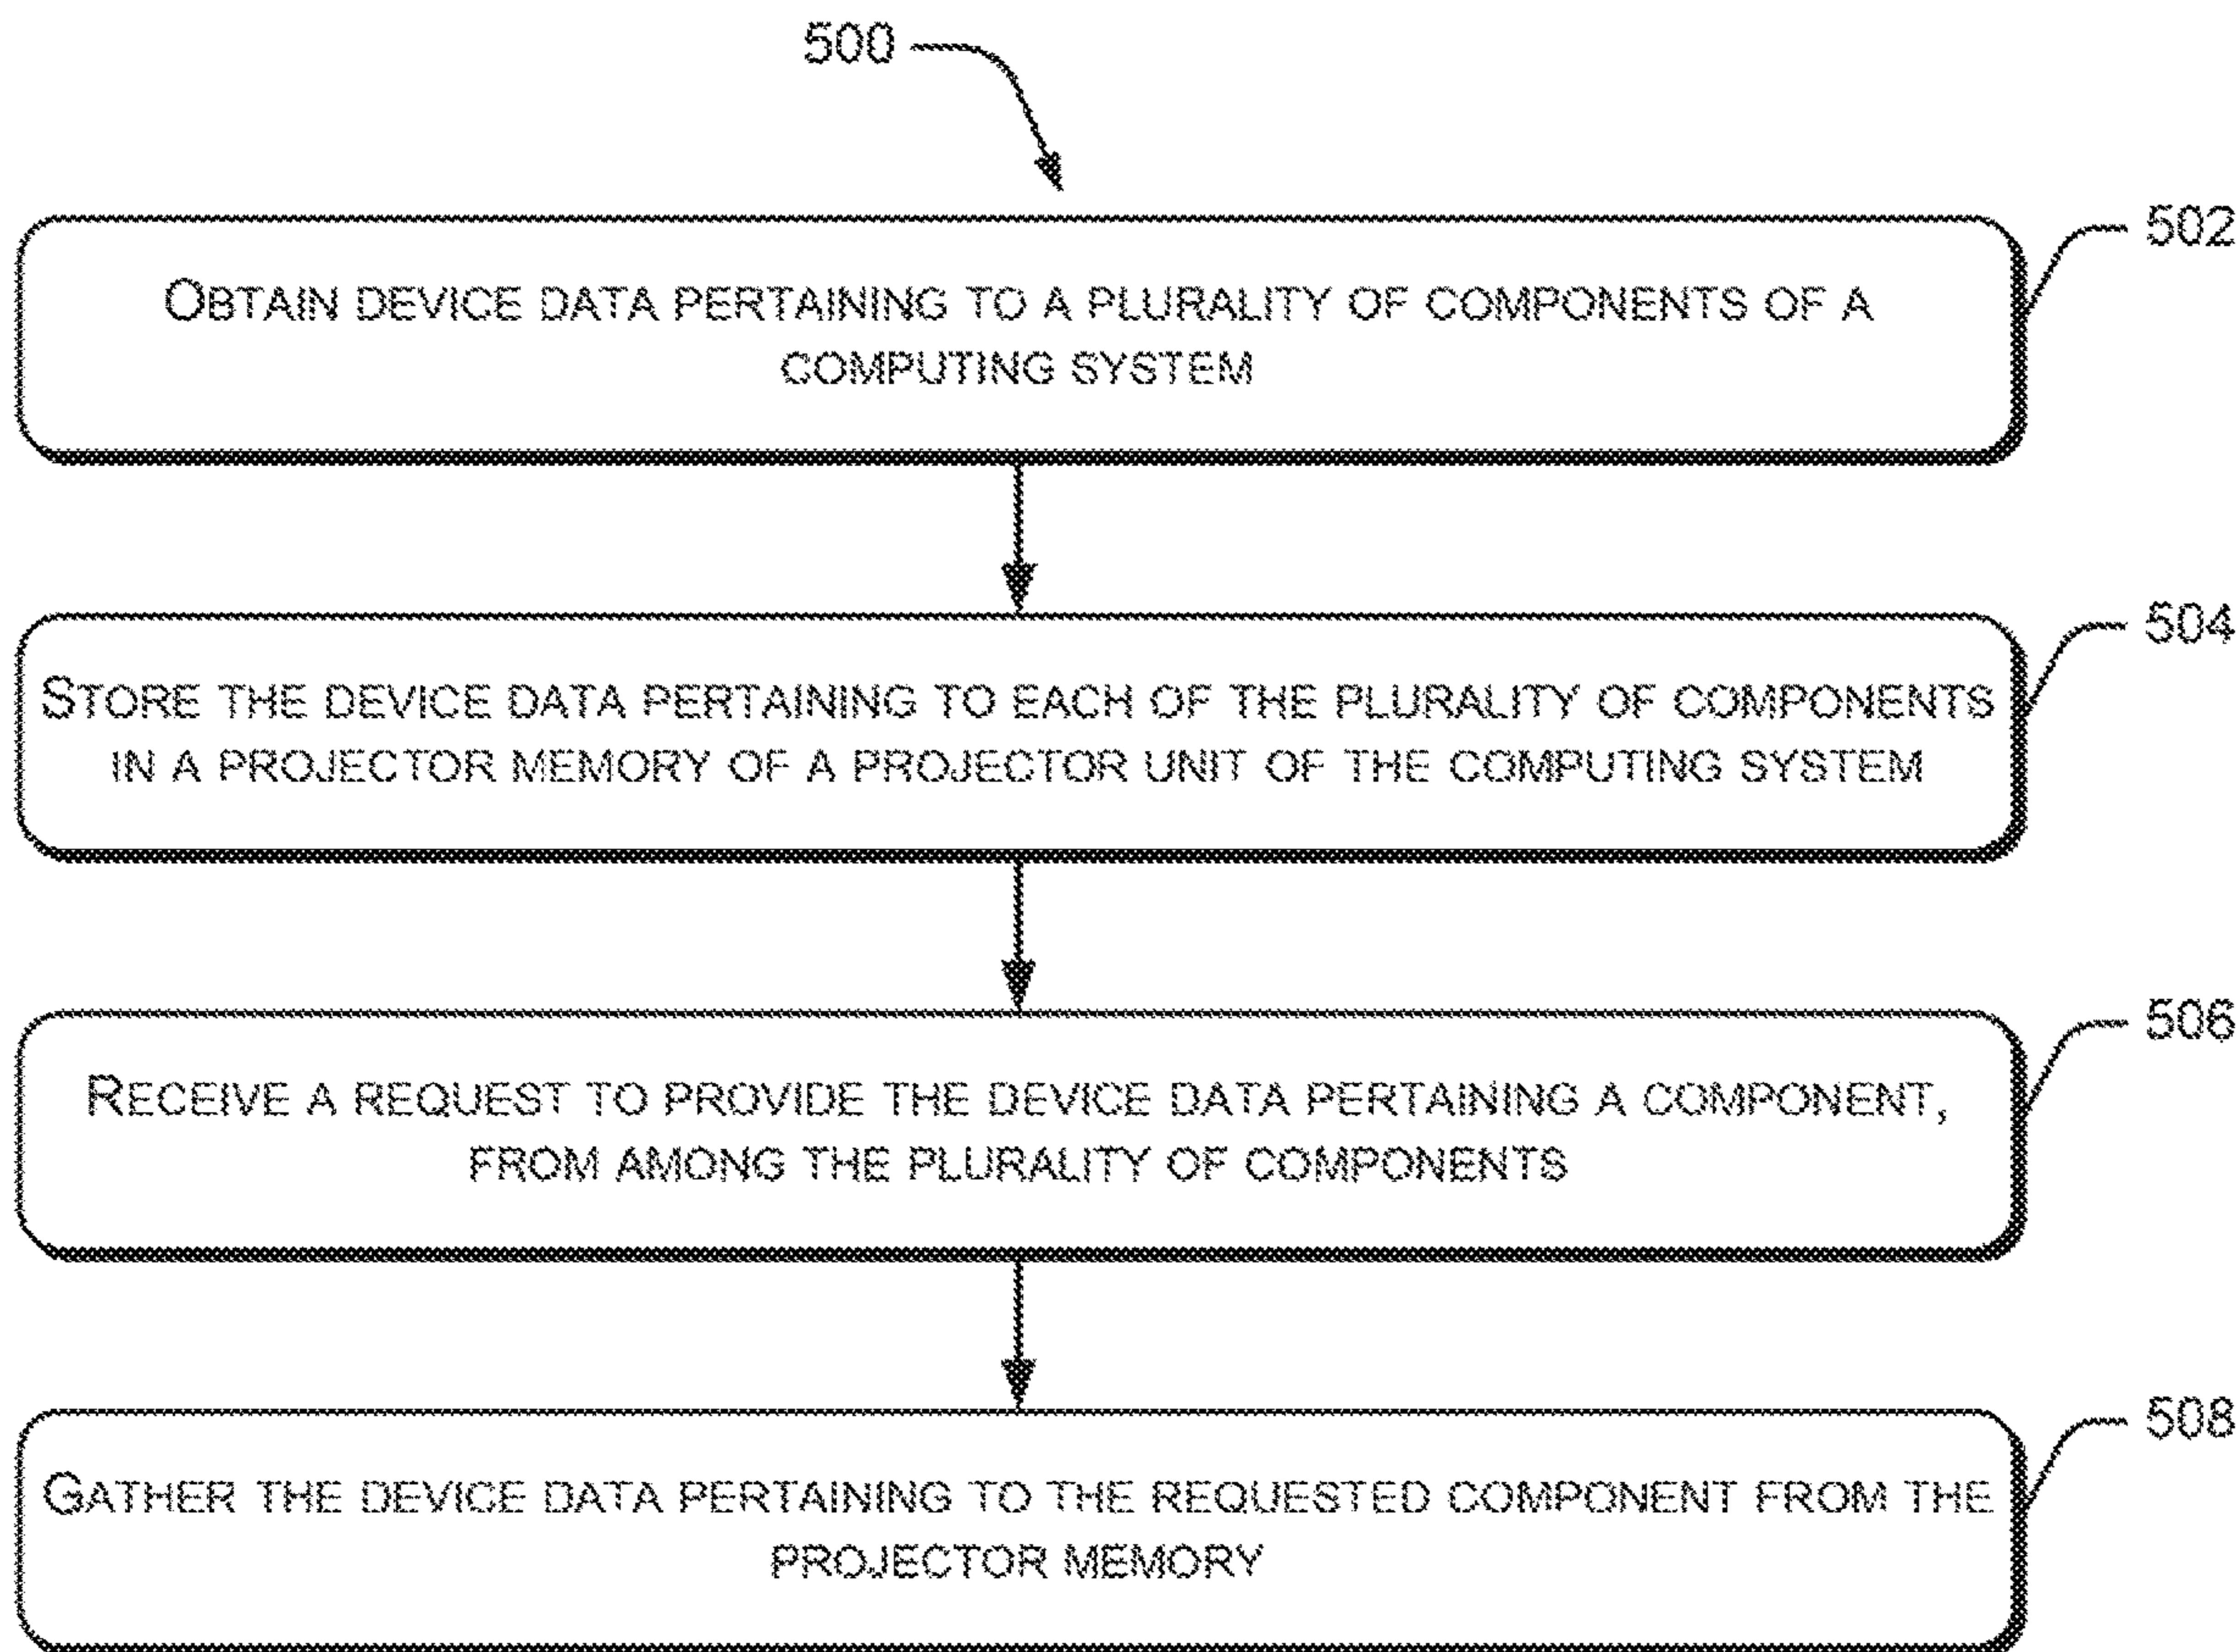 500
502
OBTAIN DEVICE DATA PERTAINING TO A PLURALITY OF COMPONENTS OF A
COMPUTING SYSTEM
504
STORE THE DEVICE DATA PERTAINING TO EACH OF THE PLURALITY OF COMPONENTS
IN A PROJECTOR MEMORY OF A PROJECTOR UNIT OF THE COMPUTING SYSTEM
506
RECEIVE A REQUEST TO PROVIDE THE DEVICE DATA PERTAINING A COMPONENT,
FROM AMONG THE PLURALITY OF COMPONENTS
508
GATHER THE DEVICE DATA PERTAINING TO THE REQUESTED COMPONENT FROM THE
PROJECTOR MEMORY